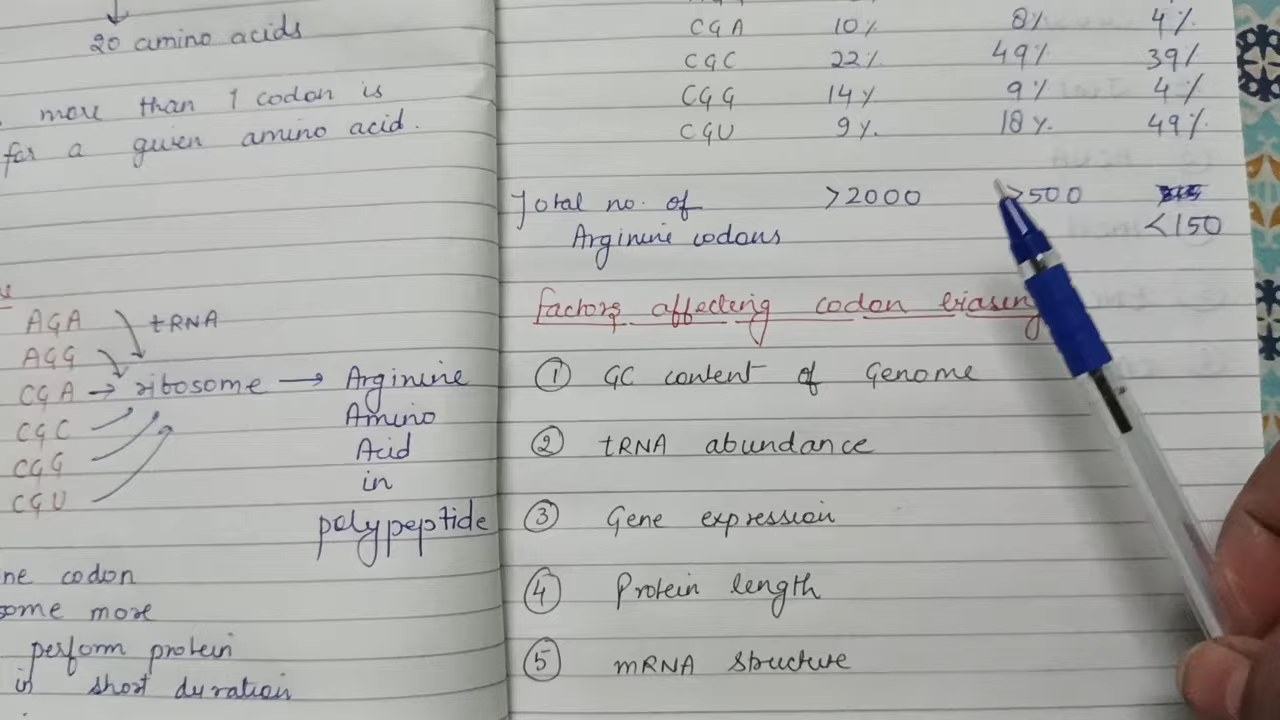 20 amino acids
more than 1 codon is
for a given amino acid.
AGA
tRNA
AGG
CGA → ribosome → Arginine
CGC
Amino
CGG
Acid
CGU
in
polypeptide
ne codon
some more
perform protein
in short duration
CGA 10% 8% 4%
CGC 22% 49% 39%
CGG 14% 9% 4%
CGU 9%. 18%. 49%
Total no. of >2000 >500
Arginine codons <150
factors affecting codon biasing
① GC content of Genome
② tRNA abundance
③ Gene expression
④ Protein length
⑤ mRNA structure